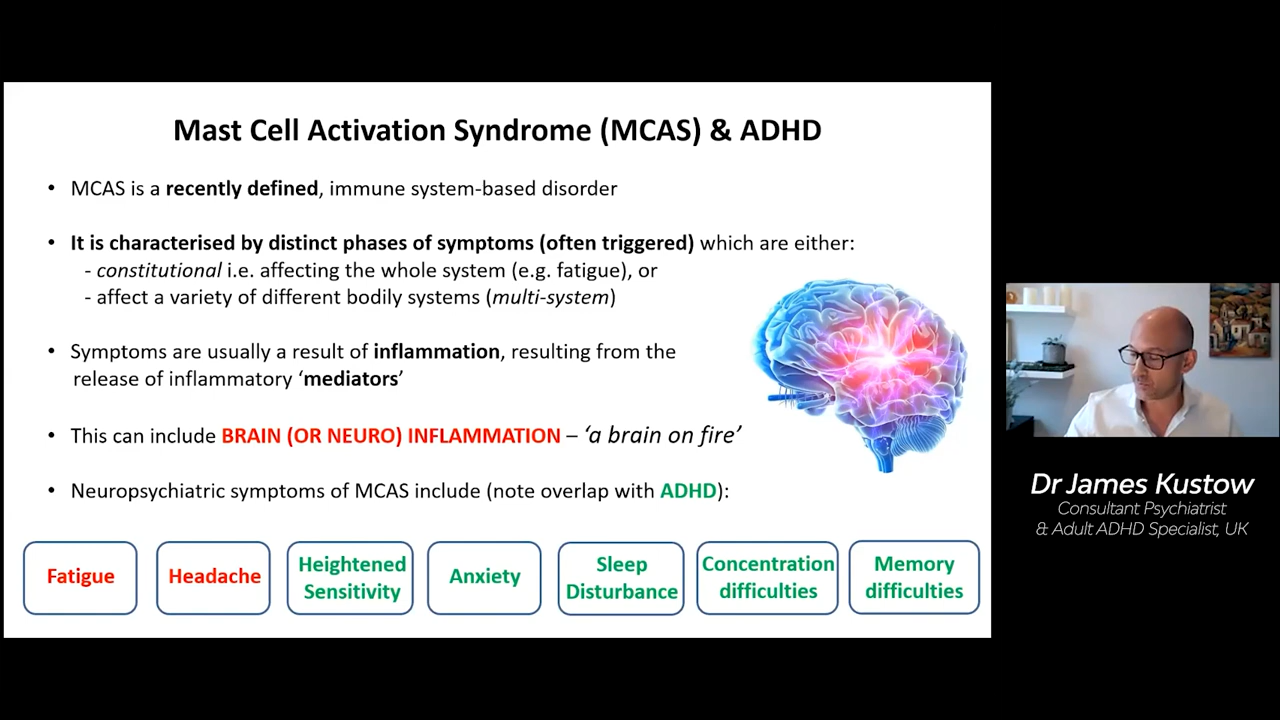 Mast Cell Activation Syndrome (MCAS) & ADHD
• MCAS is a recently defined, immune system-based disorder
• It is characterised by distinct phases of symptoms (often triggered) which are either:
- constitutional i.e. affecting the whole system (e.g. fatigue), or
- affect a variety of different bodily systems (multi-system)
• Symptoms are usually a result of inflammation, resulting from the
release of inflammatory ‘mediators’
• This can include BRAIN (OR NEURO) INFLAMMATION – ‘a brain on fire’
• Neuropsychiatric symptoms of MCAS include (note overlap with ADHD):
Fatigue
Headache
Heightened
Sensitivity
Anxiety
Sleep
Disturbance
Concentration
difficulties
Memory
difficulties
Dr James Kustow
Consultant Psychiatrist
& Adult ADHD Specialist, UK